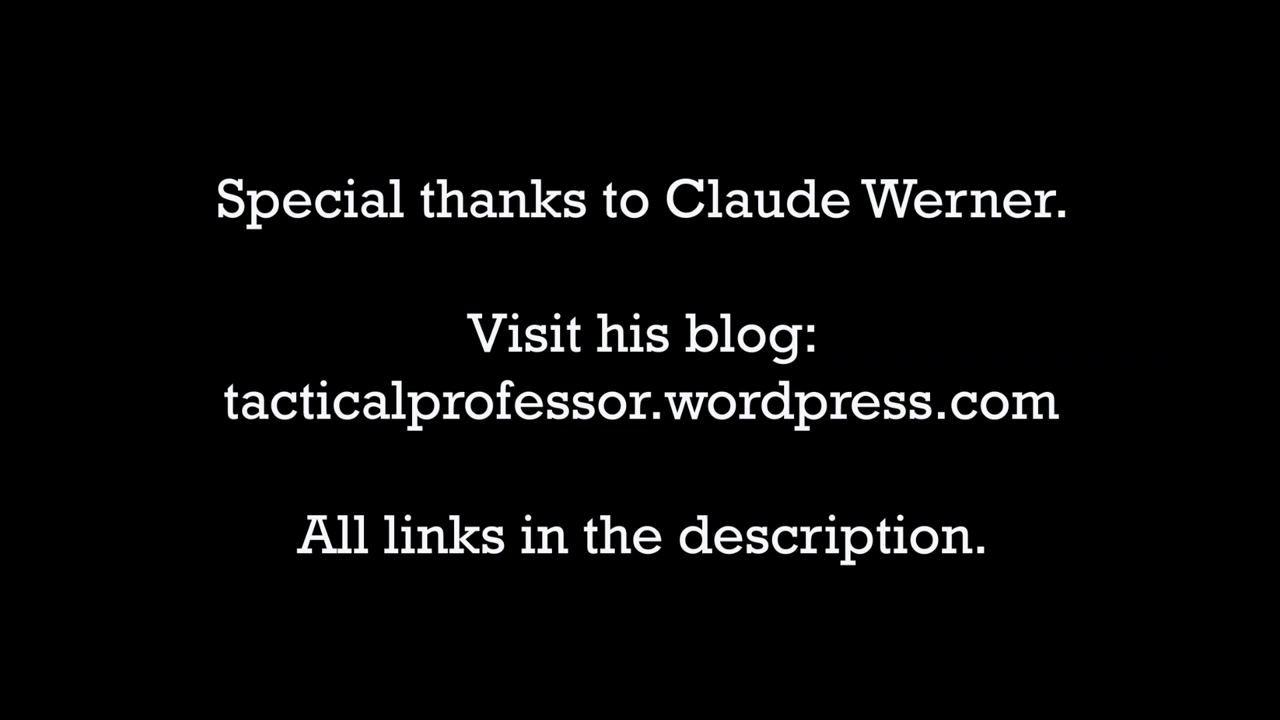 Special thanks to Claude Werner.
Visit his blog:
tacticalprofessor.wordpress.com
All links in the description.